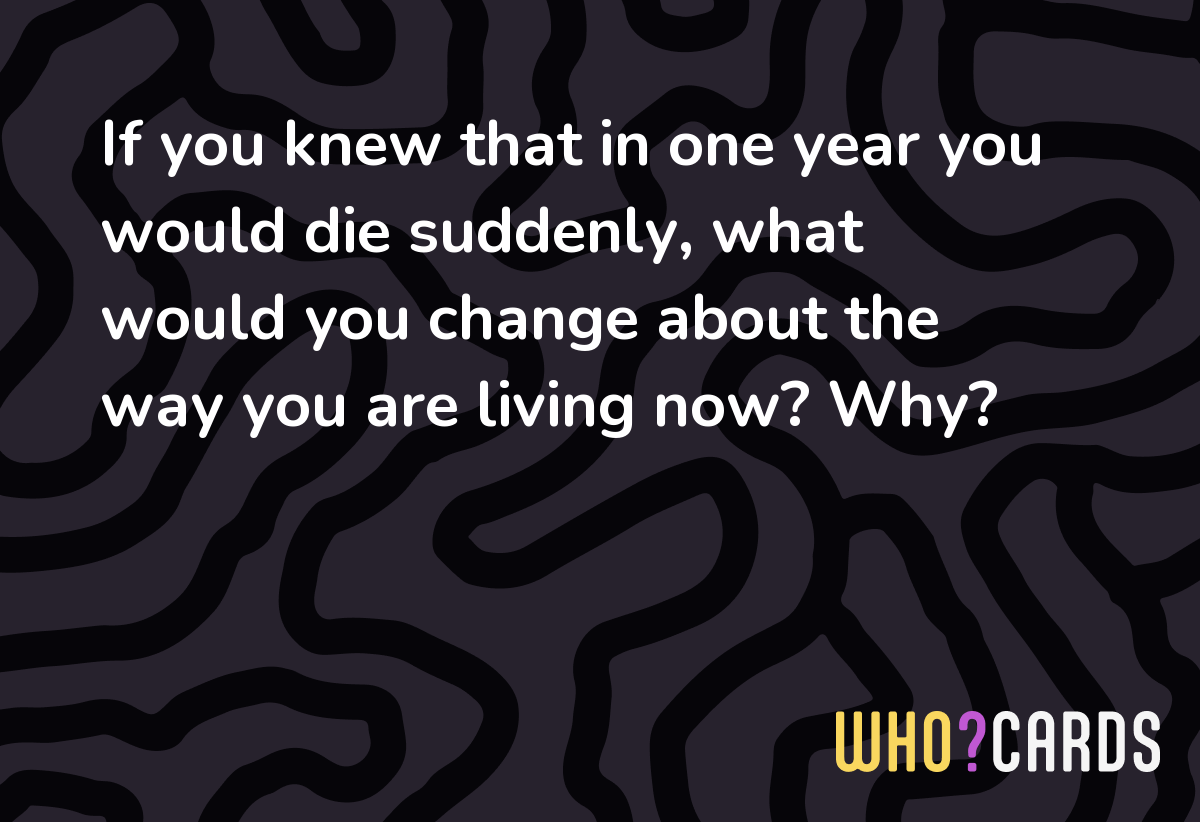 If you knew that in one year you
would die suddenly, what
would you change about the
way you are living now? Why?
WHO?CARDS